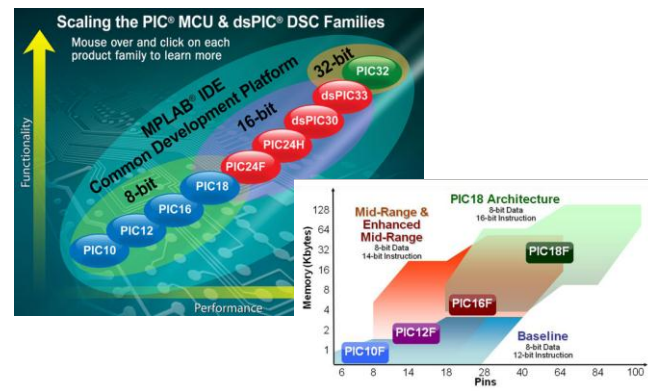 Scaling the PIC® MCU & dsPIC® DSC Families
Mouse over and click on each
product family to learn more
Functionality
MPLAB® IDE
Common Development Platform
32-bit
PIC32
dsPIC33
16-bit
dsPIC30
PIC24H
PIC24F
8-bit
PIC18
PIC16
PIC12
PIC10
Performance
Memory (Kbytes)
128
64
32
16
8
4
2
1
Mid-Range &
Enhanced
Mid-Range
8-bit Data
14-bit Instruction
PIC18 Architecture
8-bit Data
16-bit Instruction
PIC18F
PIC16F
PIC12F
PIC10F
Baseline
8-bit Data
12-bit Instruction
6 8 14 18 28 40 64 84 100
Pins